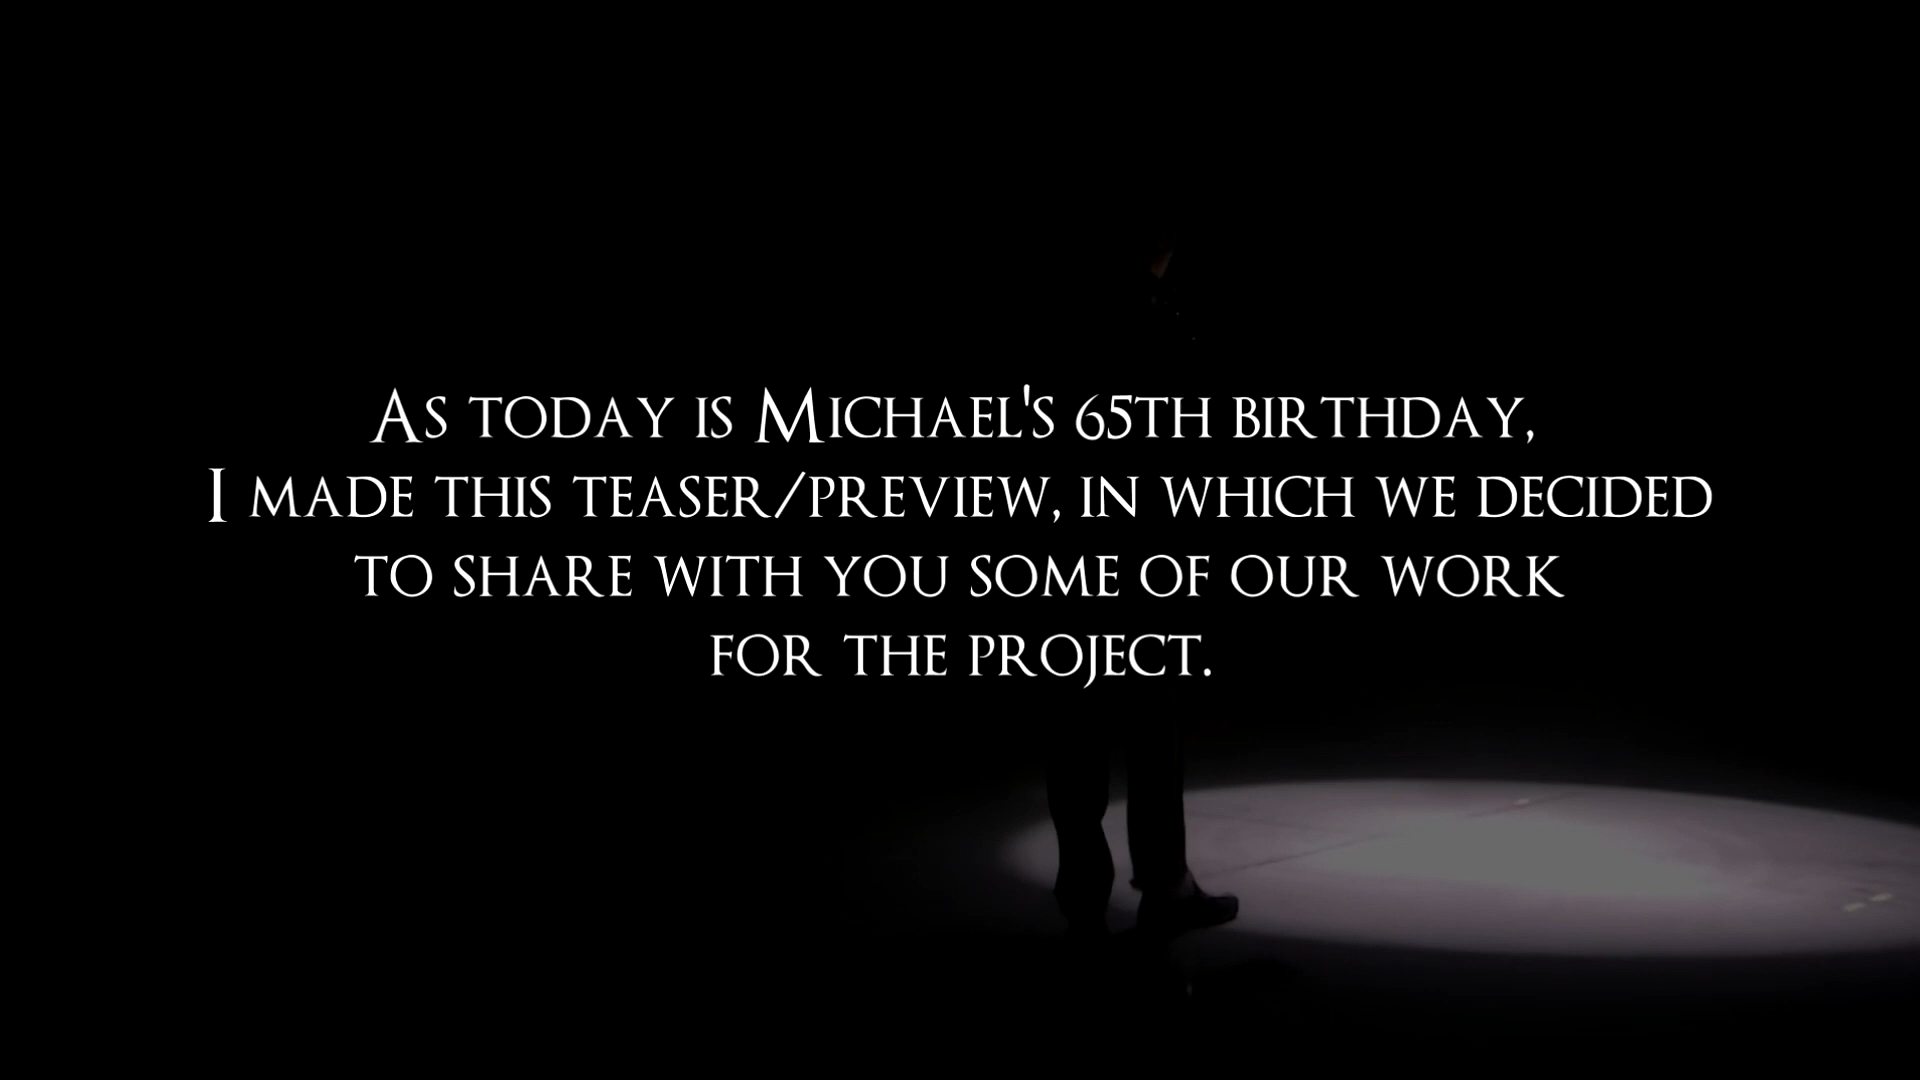 As today is Michael's 65th birthday,
I made this teaser/preview, in which we decided
to share with you some of our work
for the project.